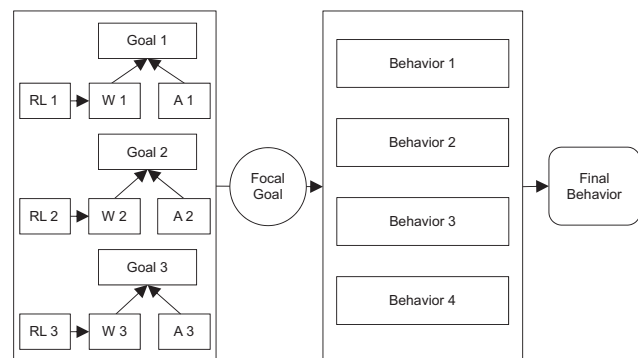 Goal 1
RL 1
W 1
A 1
Goal 2
RL 2
W 2
A 2
Goal 3
RL 3
W 3
A 3
Focal
Goal
Behavior 1
Behavior 2
Behavior 3
Behavior 4
Final
Behavior